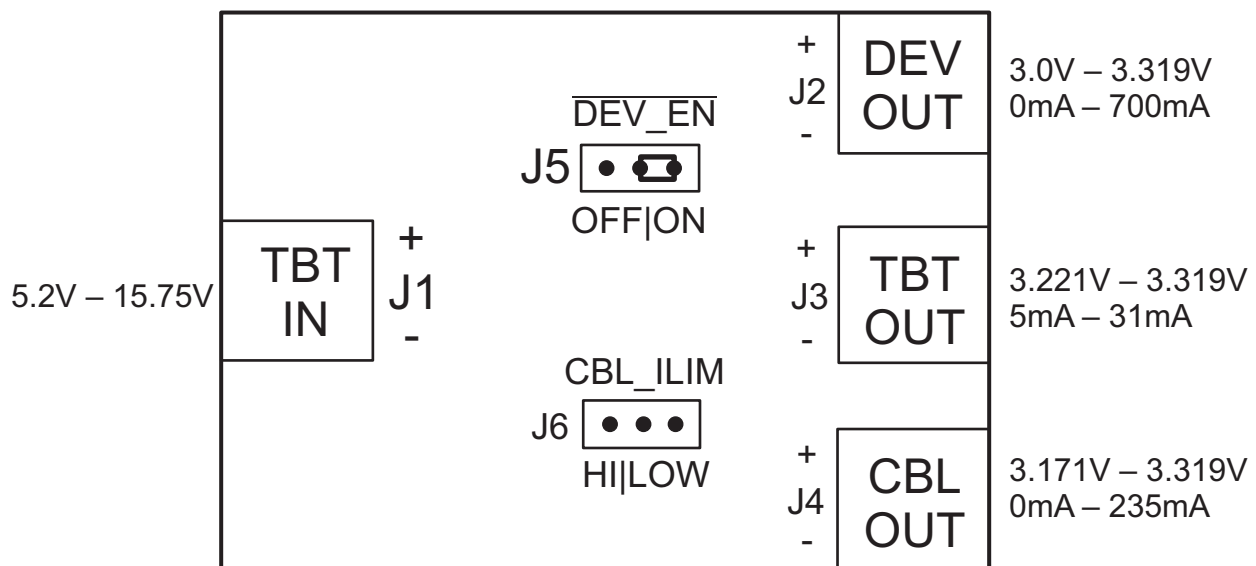 5.2V – 15.75V
TBT
IN
+
J1
-
DEV_EN
J5
OFF|ON
CBL_ILIM
J6
HI|LOW
+
J2
-
DEV
OUT
3.0V – 3.319V
0mA – 700mA
+
J3
-
TBT
OUT
3.221V – 3.319V
5mA – 31mA
+
J4
-
CBL
OUT
3.171V – 3.319V
0mA – 235mA